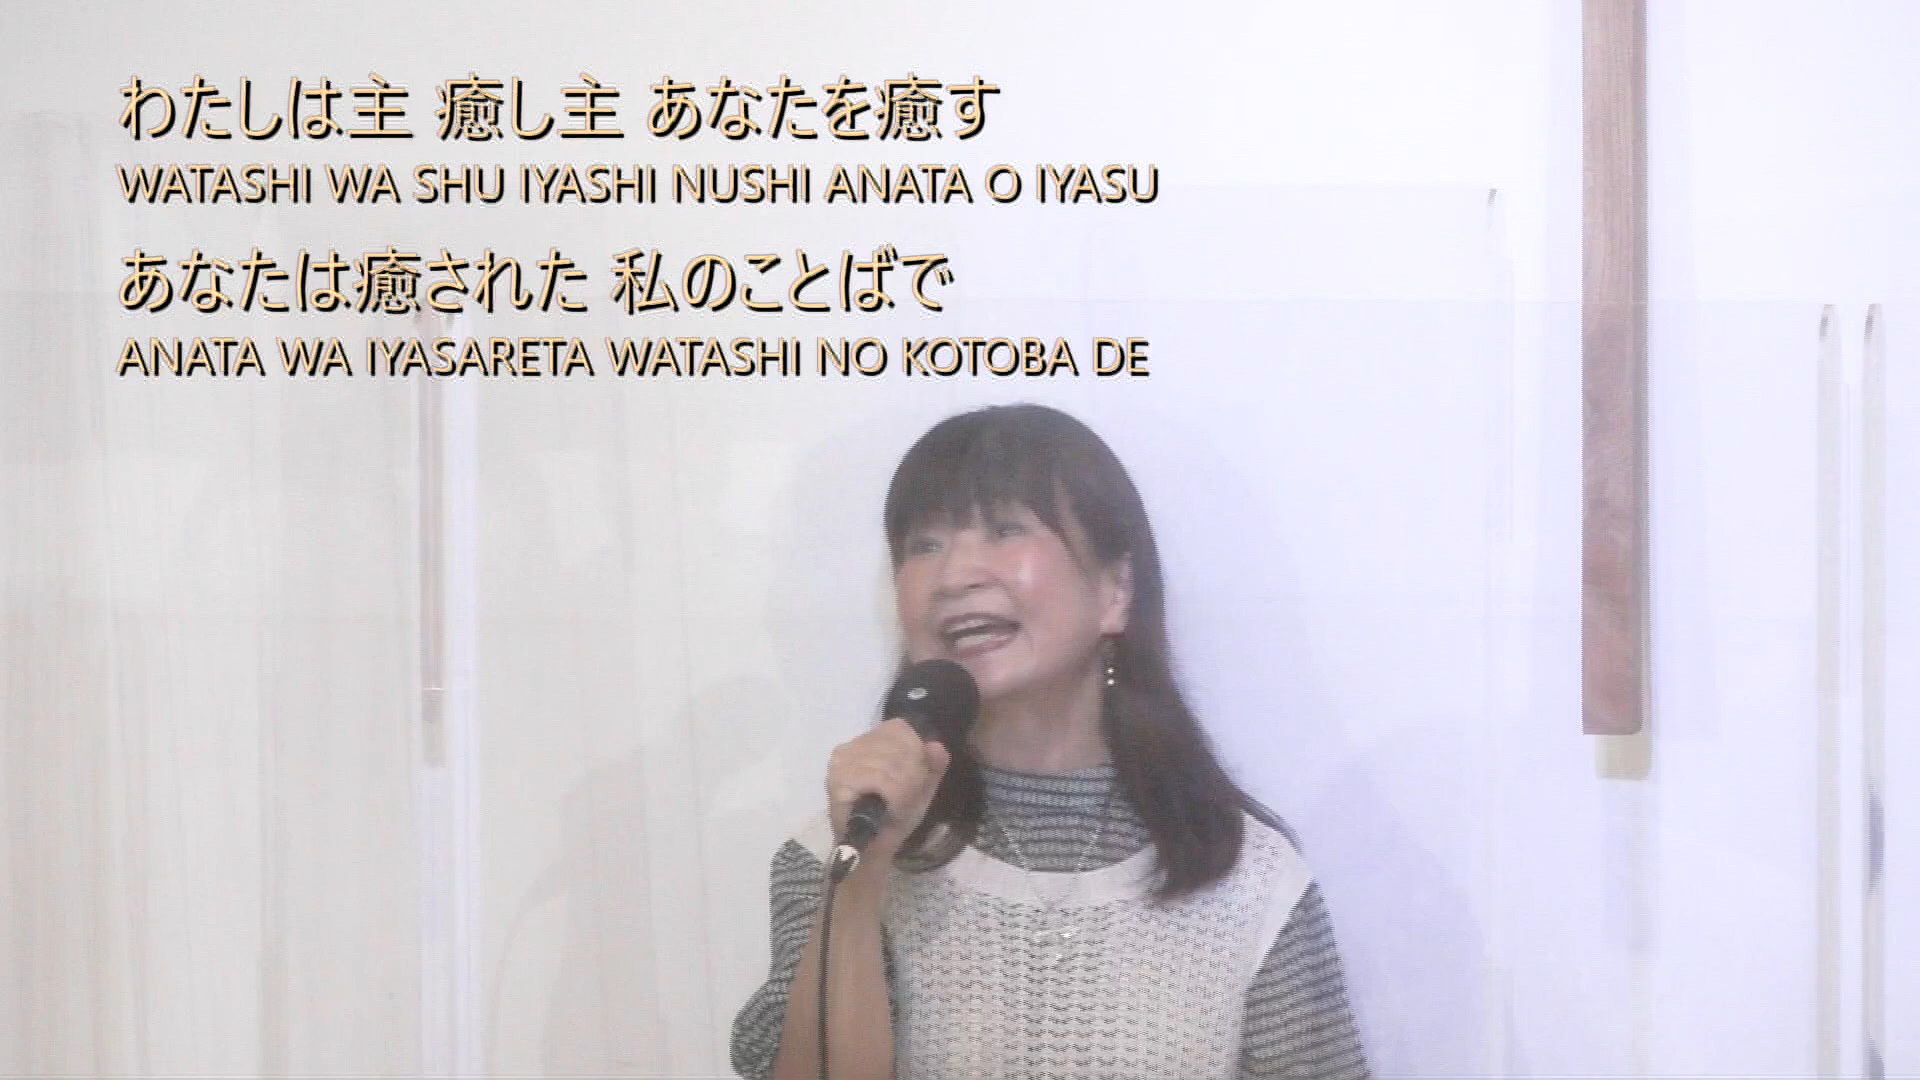 わたしは主 癒し主 あなたを癒す
WATASHI WA SHU IYASHI NUSHI ANATA O IYASU
あなたは癒された 私のことばで
ANATA WA IYASARETA WATASHI NO KOTOBA DE